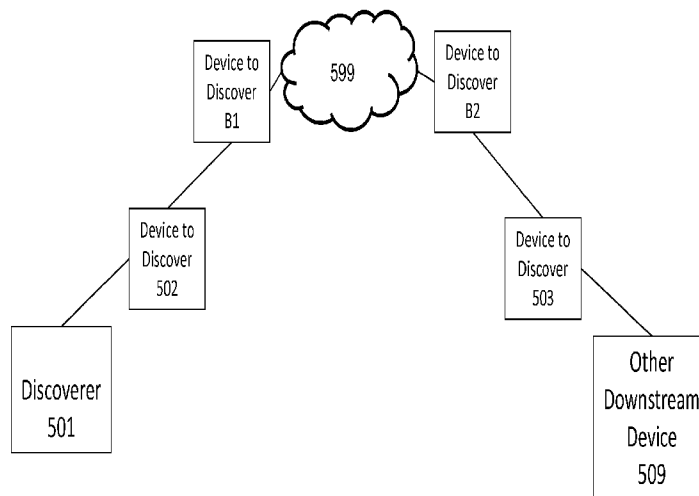 Device to
Discover
B1
599
Device to
Discover
B2
Device to
Discover
502
Device to
Discover
503
Discoverer
501
Other
Downstream
Device
509